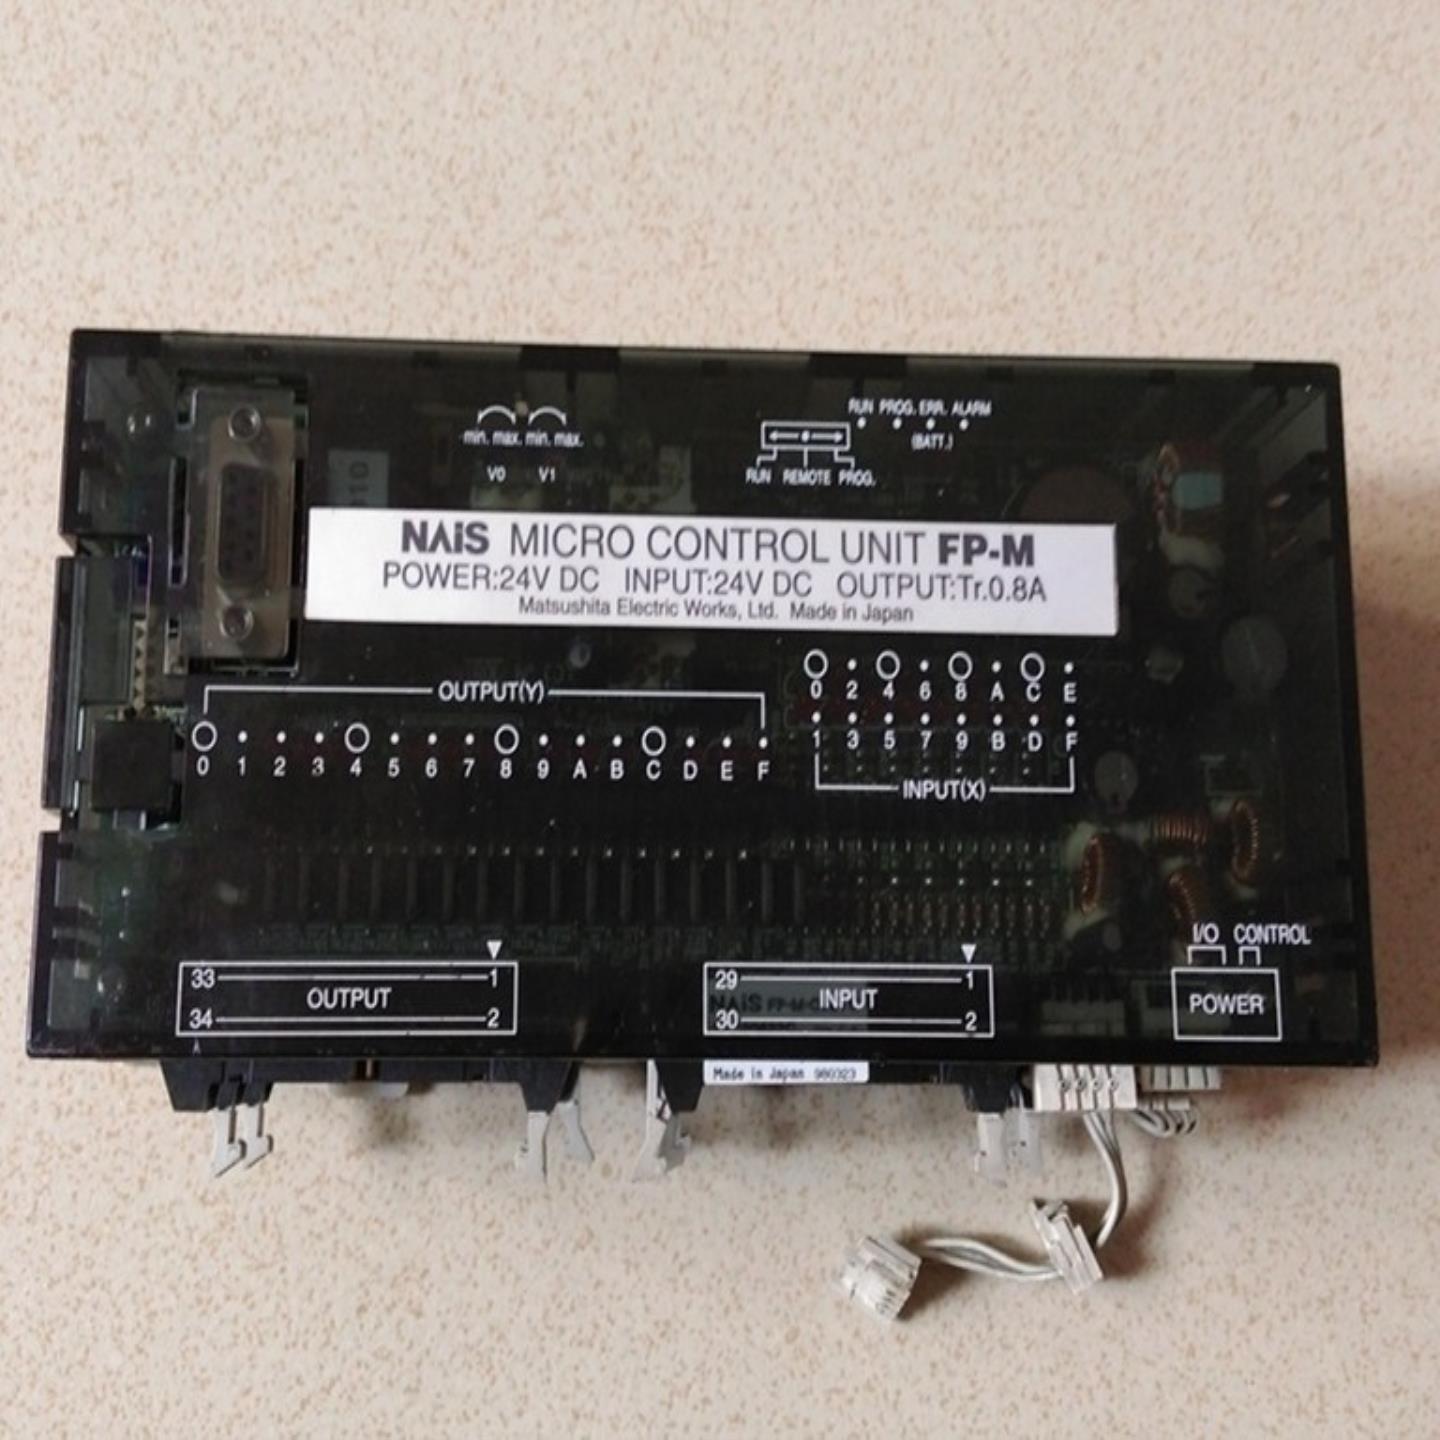 RUN PROG. ERR. ALARM
(BATT.)
min. max. min. max.
V0 V1
RUN REMOTE PROG.
NAiS MICRO CONTROL UNIT FP-M
POWER:24V DC INPUT:24V DC OUTPUT:Tr.0.8A
Matsushita Electric Works, Ltd. Made in Japan
OUTPUT(Y)
0 1 2 3 4 5 6 7 8 9 A B C D E F
0 2 4 6 8 A C E
1 3 5 7 9 B D F
INPUT(X)
I/O CONTROL
POWER
33 1
OUTPUT
34 2
29 1
INPUT
30 2
NAiS FP-M
Made in Japan 980323